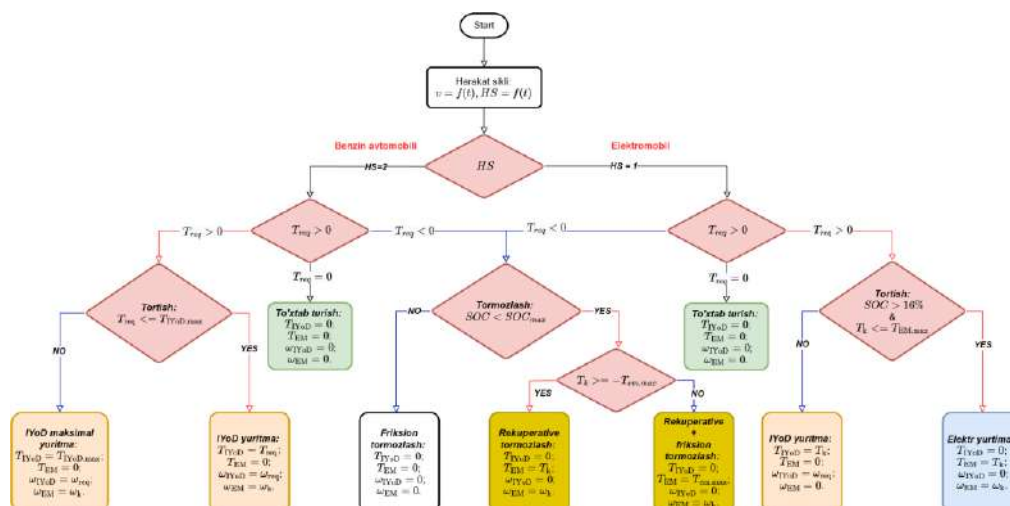 Start
Harakat sikli:
v = f(t), HS = f(t)
Benzin avtomobili
Elektromobili
HS=2
HS
HS = 1
T_req > 0
T_req > 0
T_req < 0
T_req < 0
T_req > 0
T_req > 0
T_req = 0
T_req = 0
Tortish:
T_req <= T_IYoD.max
To'xtab turish:
T_IYoD = 0;
T_EM = 0;
ω_IYoD = 0;
ω_EM = 0.
Tormozlash:
SOC < SOC_max
To'xtab turish:
T_IYoD = 0;
T_EM = 0;
ω_IYoD = 0;
ω_EM = 0.
Tortish:
SOC > 16%
&
T_k <= T_EM.max
NO
YES
NO
YES
NO
YES
T_k >= −T_em.max
YES
NO
IYoD maksimal
yuritma:
T_IYoD = T_IYoD.max;
T_EM = 0;
ω_IYoD = ω_req;
ω_EM = ω_k.
IYoD yuritma:
T_IYoD = T_req;
T_EM = 0;
ω_IYoD = ω_req;
ω_EM = ω_k.
Friksion
tormozlash:
T_IYoD = 0;
T_EM = 0;
ω_IYoD = 0;
ω_EM = 0.
Rekuperative
tormozlash:
T_IYoD = 0;
T_EM = T_k;
ω_IYoD = 0;
ω_EM = ω_k.
Rekuperative
+
friksion
tormozlash:
T_IYoD = 0;
T_EM = T_em.max;
ω_IYoD = 0;
ω_EM = ω_k.
IYoD yuritma:
T_IYoD = T_k;
T_EM = 0;
ω_IYoD = ω_req;
ω_EM = 0.
Elektr yurtima:
T_IYoD = 0;
T_EM = T_k;
ω_IYoD = 0;
ω_EM = ω_k.